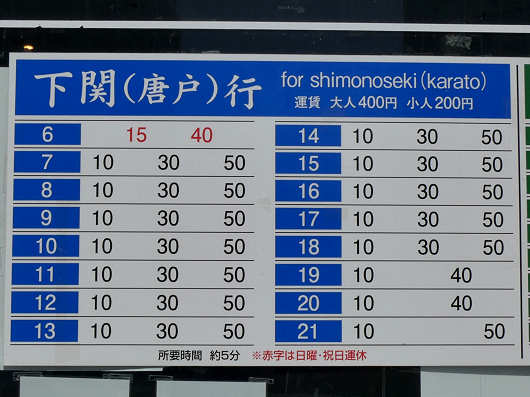 下関(唐戸)行 for shimonoseki(karato)
運賃 大人400円 小人200円
6 15 40
7 10 30 50
8 10 30 50
9 10 30 50
10 10 30 50
11 10 30 50
12 10 30 50
13 10 30 50
14 10 30 50
15 10 30 50
16 10 30 50
17 10 30 50
18 10 30 50
19 10 40
20 10 40
21 10 50
所要時間 約5分 ※赤字は日曜・祝日運休